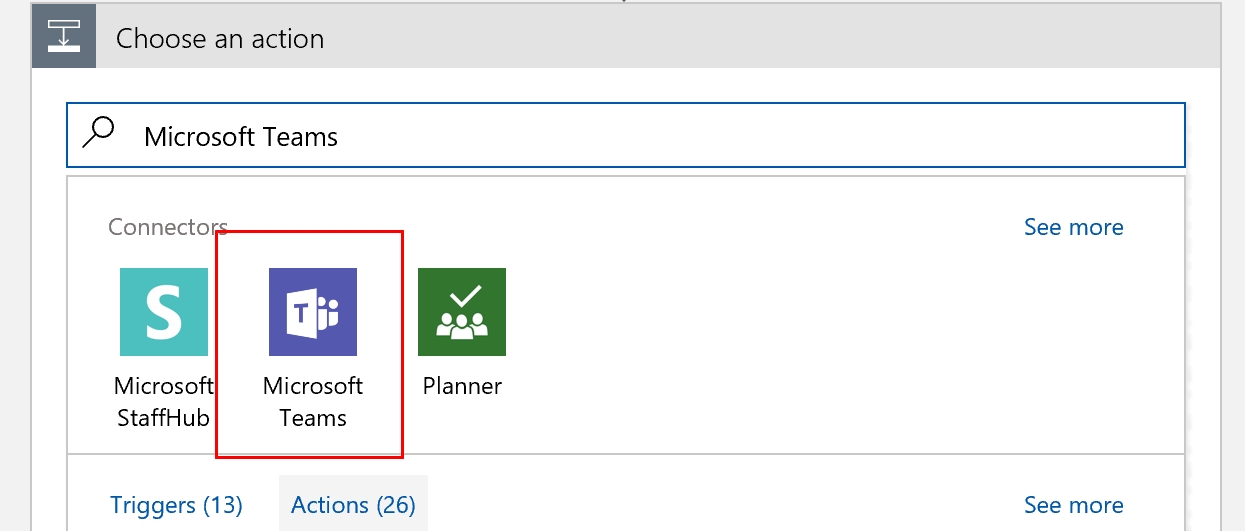 Choose an action
Microsoft Teams
Connectors See more
S T
Microsoft StaffHub Microsoft Teams Planner
Triggers (13) Actions (26) See more